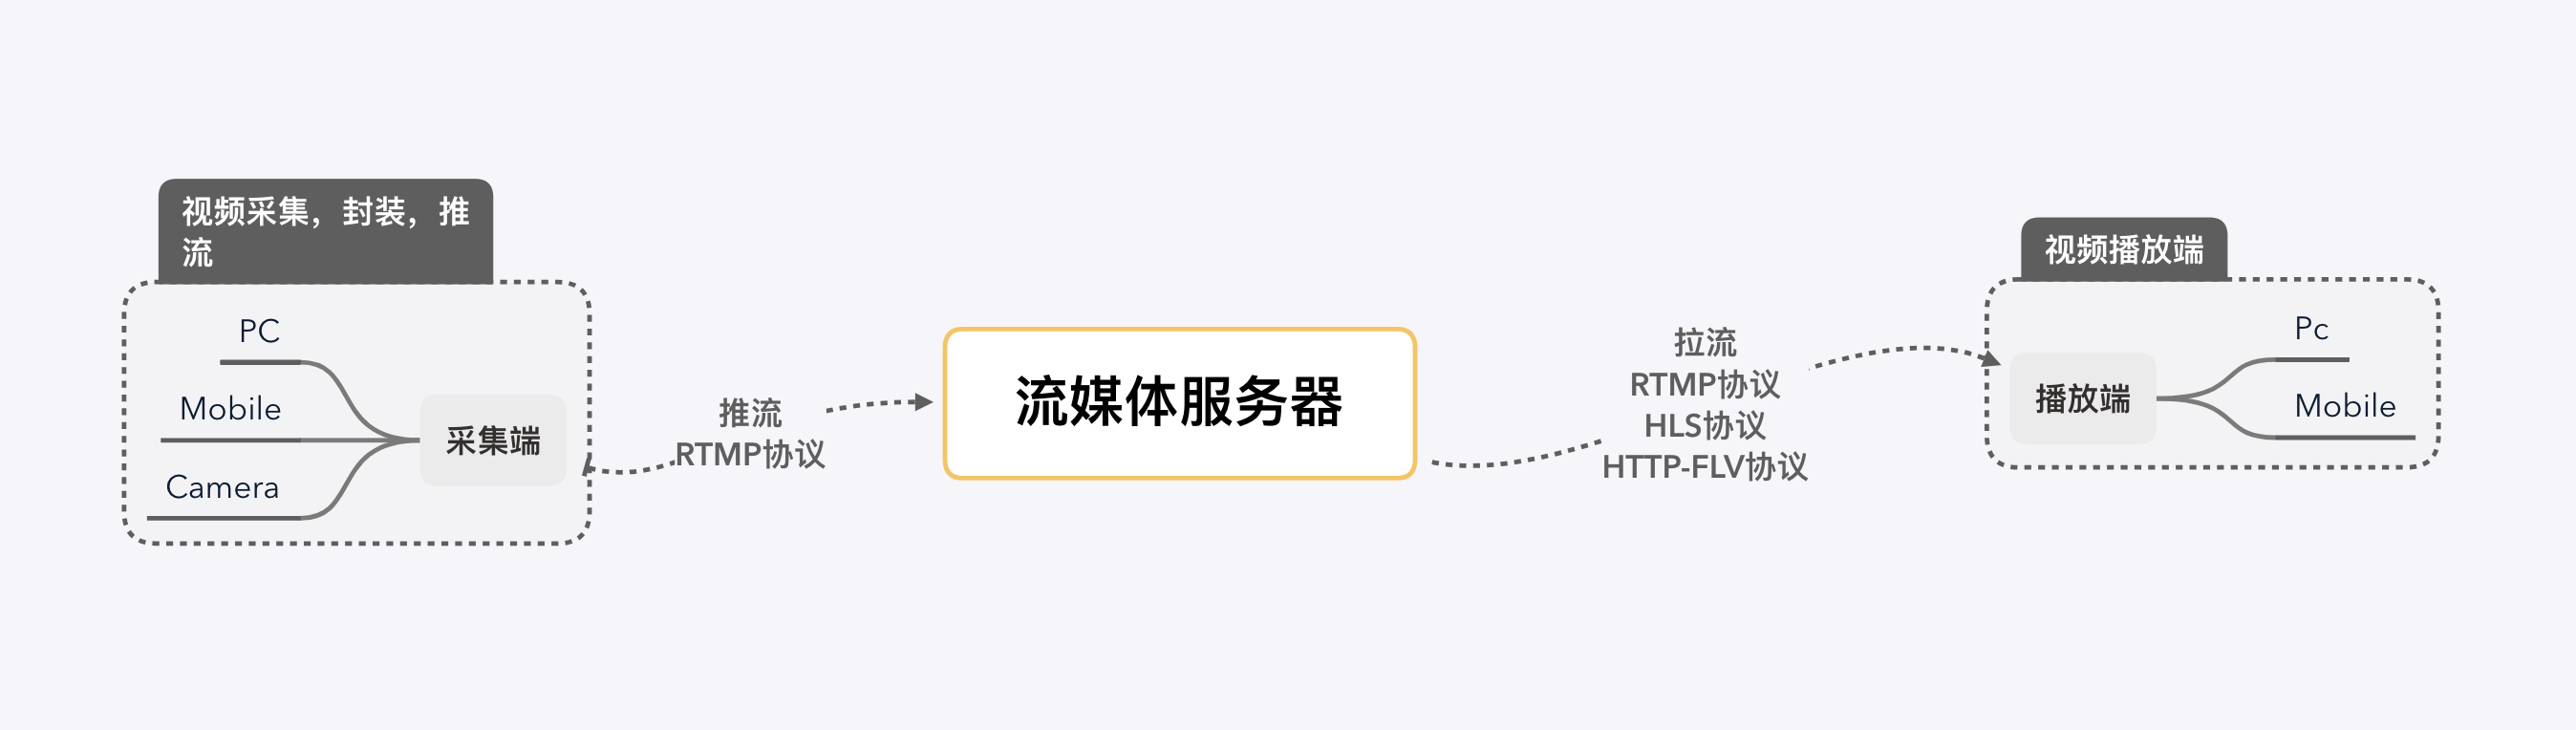 视频采集，封装，推
流
PC
Mobile
Camera
采集端
推流
RTMP协议
流媒体服务器
拉流
RTMP协议
HLS协议
HTTP-FLV协议
视频播放端
播放端
Pc
Mobile